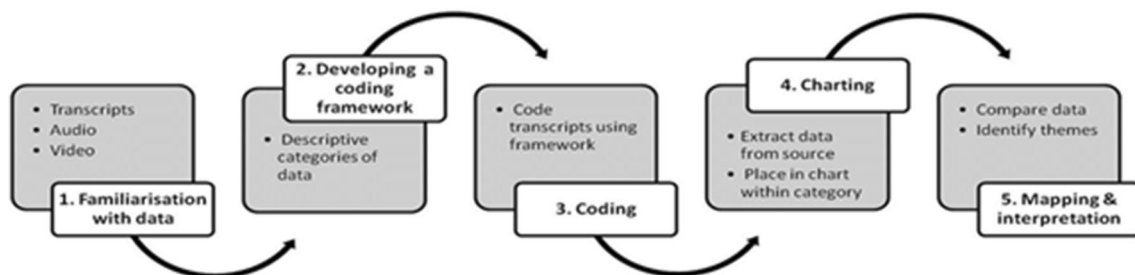 • Transcripts
• Audio
• Video
1. Familiarisation
with data
2. Developing a
coding
framework
• Descriptive
categories of
data
• Code
transcripts using
framework
3. Coding
4. Charting
• Extract data
from source
• Place in chart
within category
• Compare data
• Identify themes
5. Mapping &
interpretation